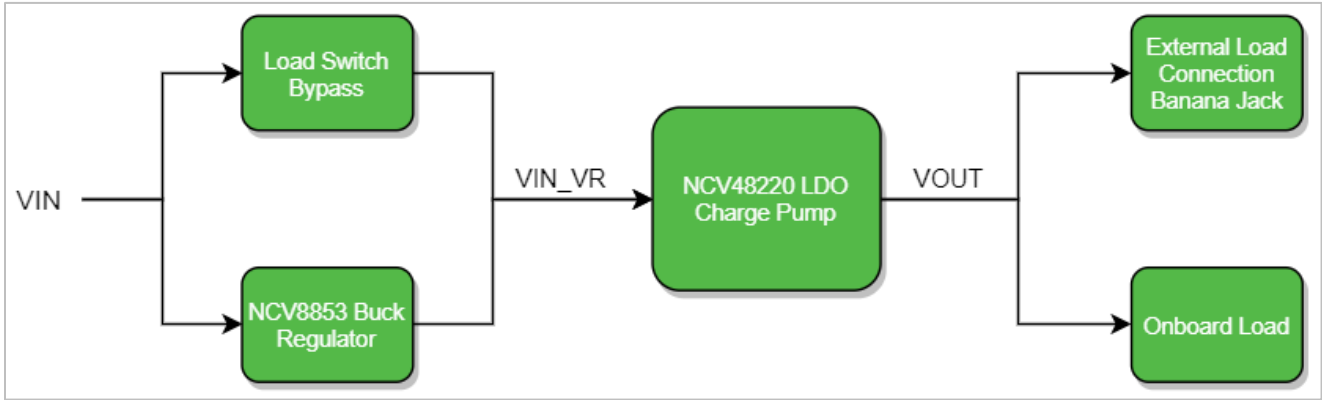 VIN
Load Switch
Bypass
NCV8853 Buck
Regulator
VIN_VR
NCV48220 LDO
Charge Pump
VOUT
External Load
Connection
Banana Jack
Onboard Load